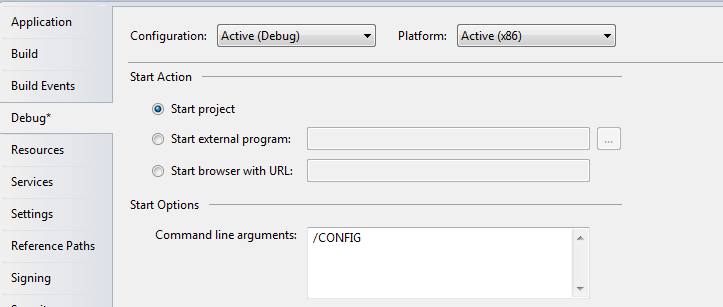 Application
Build
Build Events
Debug*
Resources
Services
Settings
Reference Paths
Signing
Configuration: Active (Debug) Platform: Active (x86)
Start Action
Start project
Start external program: ...
Start browser with URL:
Start Options
Command line arguments: /CONFIG